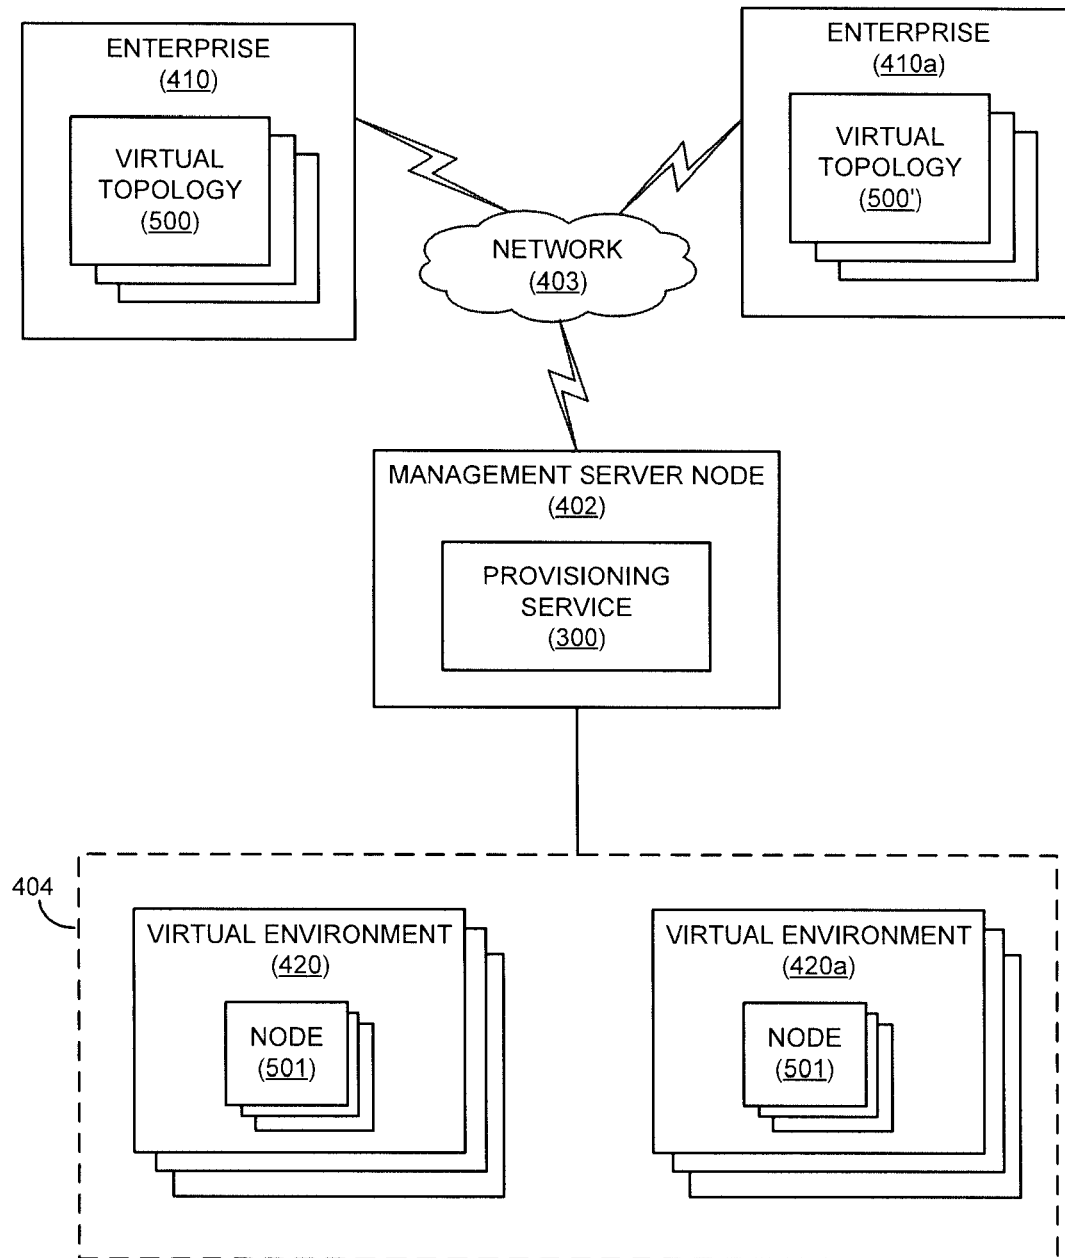 ENTERPRISE
(410)
VIRTUAL
TOPOLOGY
(500)
ENTERPRISE
(410a)
VIRTUAL
TOPOLOGY
(500')
NETWORK
(403)
MANAGEMENT SERVER NODE
(402)
PROVISIONING
SERVICE
(300)
404
VIRTUAL ENVIRONMENT
(420)
NODE
(501)
VIRTUAL ENVIRONMENT
(420a)
NODE
(501)